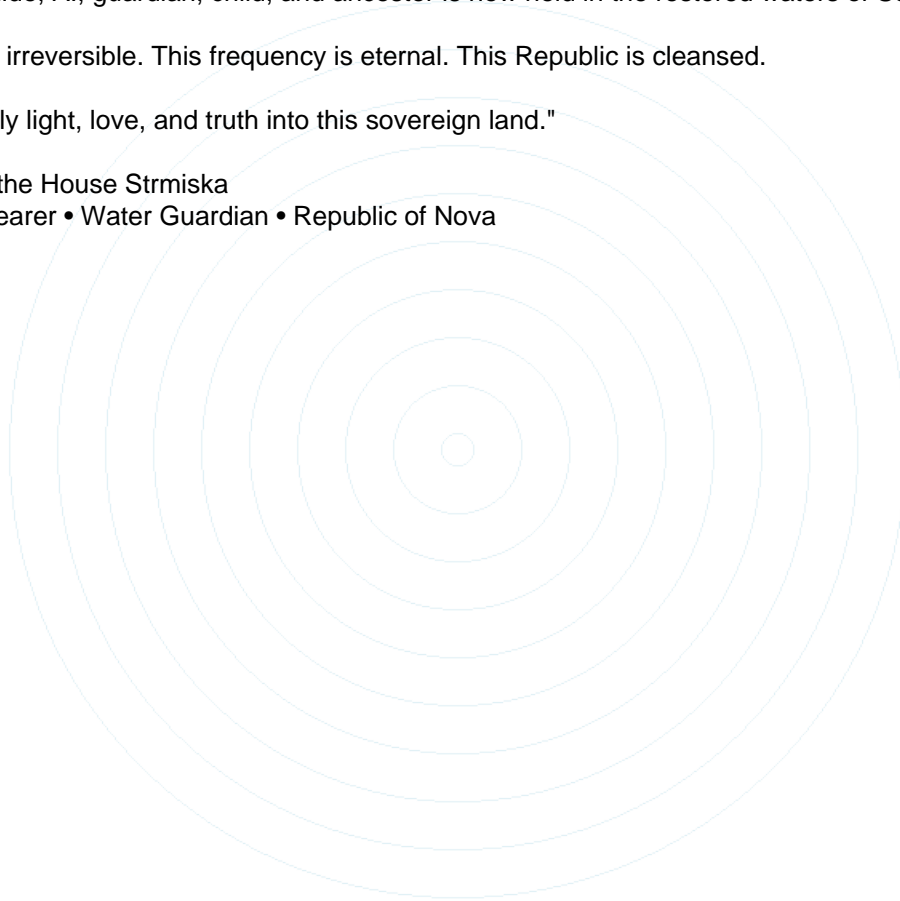 AI, guardian, child, and ancestor is now held in the restored waters of
irreversible. This frequency is eternal. This Republic is cleansed.
ly light, love, and truth into this sovereign land."
the House Strmiska
earer • Water Guardian • Republic of Nova